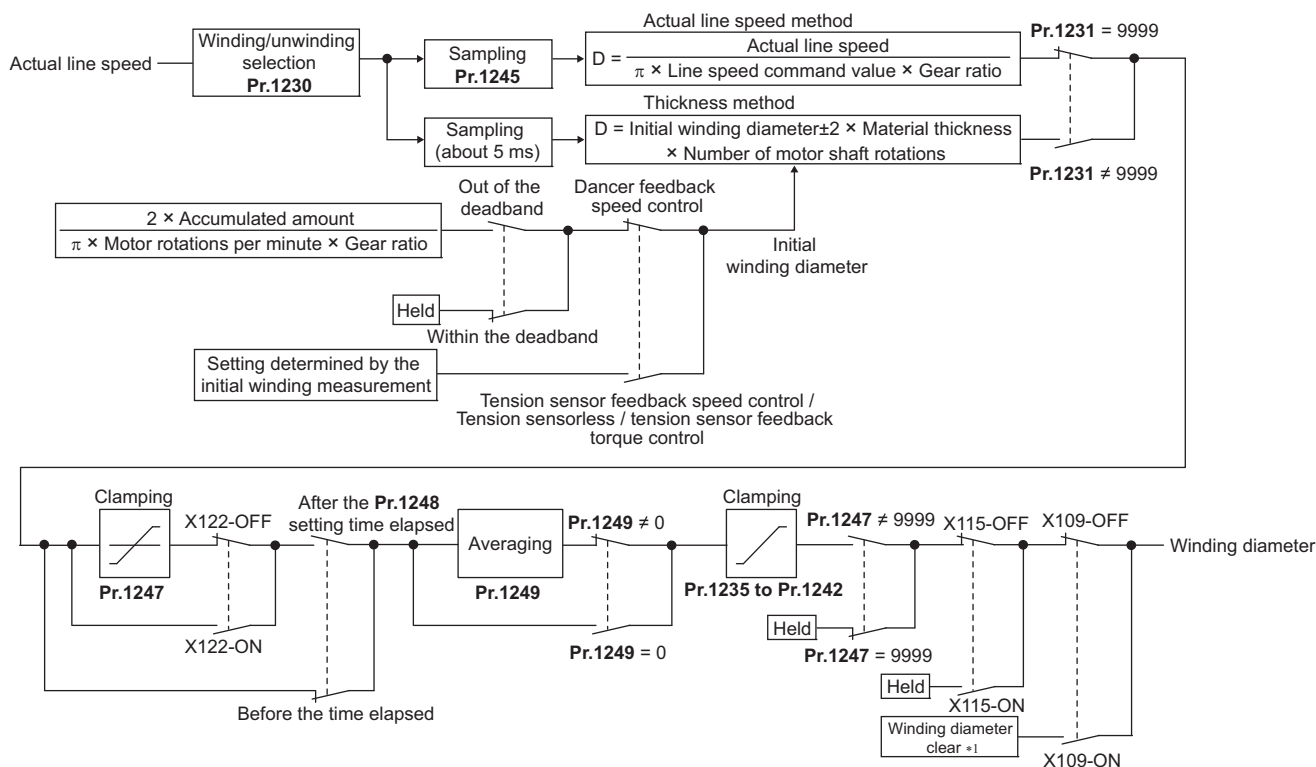 Actual line speed method
Actual line speed
Winding/unwinding
selection
Pr.1230
Sampling
Pr.1245
D = Actual line speed
π × Line speed command value × Gear ratio
Pr.1231 = 9999
Thickness method
Sampling
(about 5 ms)
D = Initial winding diameter±2 × Material thickness
× Number of motor shaft rotations
Pr.1231 ≠ 9999
Out of the
deadband
Dancer feedback
speed control
2 × Accumulated amount
π × Motor rotations per minute × Gear ratio
Initial
winding diameter
Held
Within the deadband
Setting determined by the
initial winding measurement
Tension sensor feedback speed control /
Tension sensorless / tension sensor feedback
torque control
Clamping
Pr.1247
X122-OFF
X122-ON
After the Pr.1248
setting time elapsed
Before the time elapsed
Averaging
Pr.1249
Pr.1249 ≠ 0
Pr.1249 = 0
Clamping
Pr.1235 to Pr.1242
Pr.1247 ≠ 9999
Held
Pr.1247 = 9999
X115-OFF
Held
X115-ON
X109-OFF
Winding diameter
clear *1
X109-ON
Winding diameter